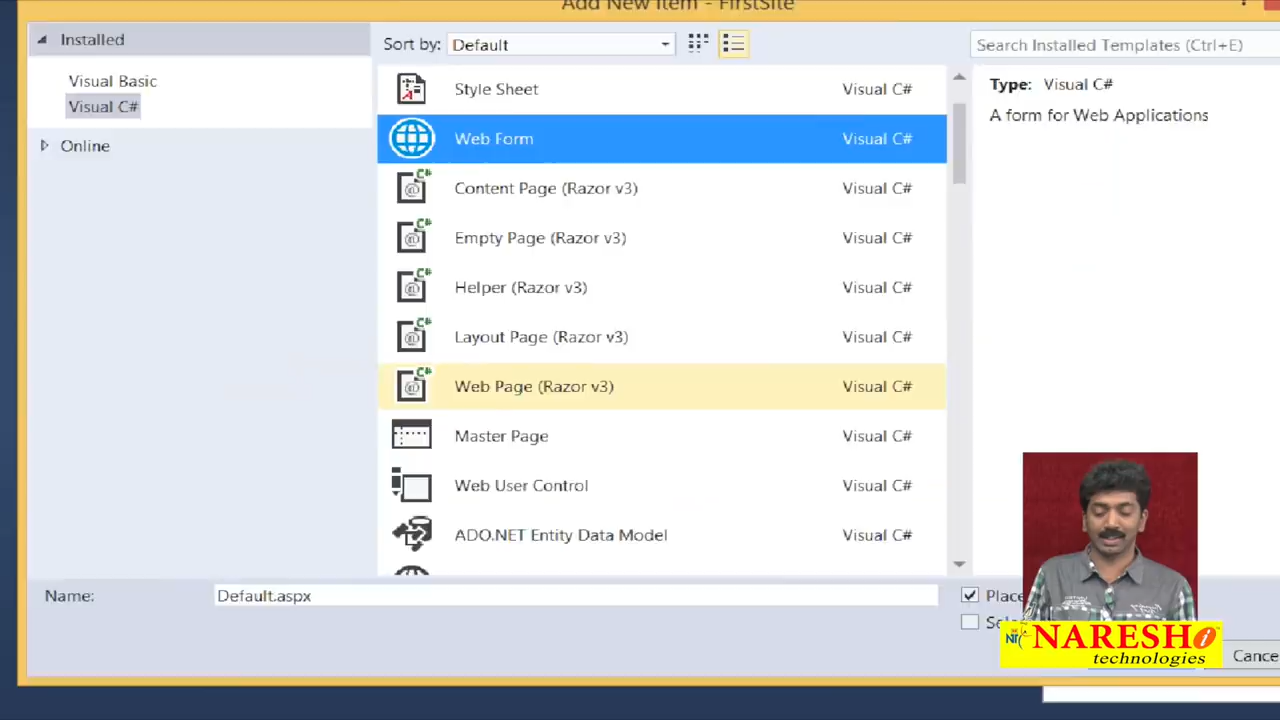 Add New Item - FirstSite
Installed
Sort by: Default
Search Installed Templates (Ctrl+E)
Visual Basic
Visual C#
Online
Style Sheet Visual C#
Web Form Visual C#
Content Page (Razor v3) Visual C#
Empty Page (Razor v3) Visual C#
Helper (Razor v3) Visual C#
Layout Page (Razor v3) Visual C#
Web Page (Razor v3) Visual C#
Master Page Visual C#
Web User Control Visual C#
ADO.NET Entity Data Model Visual C#
Type: Visual C#
A form for Web Applications
Name: Default.aspx
Place
NARESH i
technologies
Cance